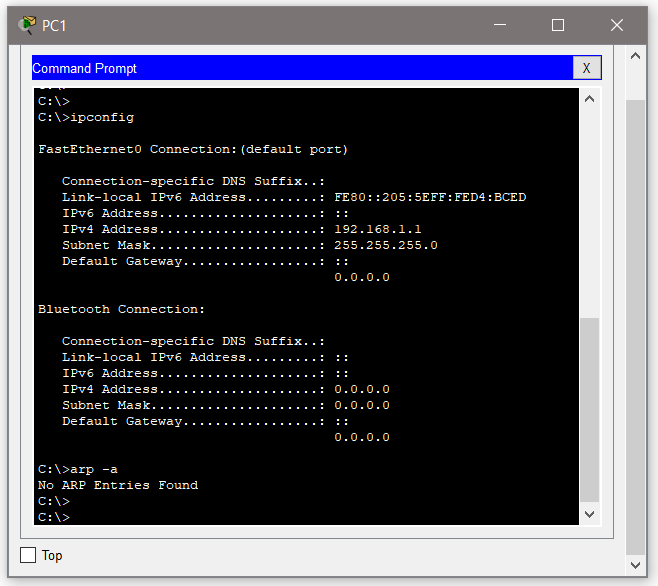 PC1
Command Prompt
X
C:\>
C:\>ipconfig
FastEthernet0 Connection:(default port)
Connection-specific DNS Suffix..:
Link-local IPv6 Address.........: FE80::205:5EFF:FED4:BCED
IPv6 Address....................: ::
IPv4 Address....................: 192.168.1.1
Subnet Mask.....................: 255.255.255.0
Default Gateway.................: ::
0.0.0.0
Bluetooth Connection:
Connection-specific DNS Suffix..:
Link-local IPv6 Address.........: ::
IPv6 Address....................: ::
IPv4 Address....................: 0.0.0.0
Subnet Mask.....................: 0.0.0.0
Default Gateway.................: ::
0.0.0.0
C:\>arp -a
No ARP Entries Found
C:\>
C:\>
Top